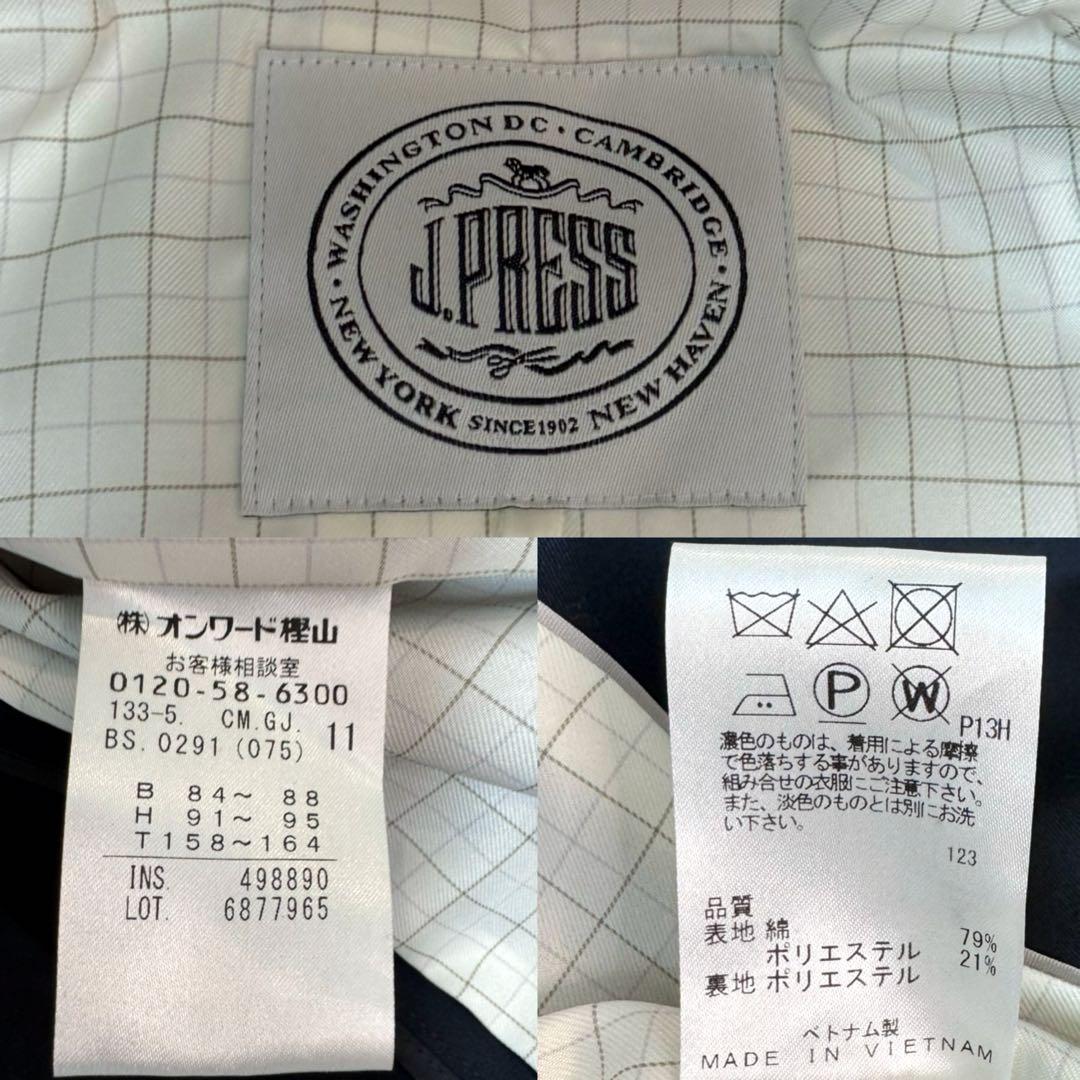 WASHINGTON DC · CAMBRIDGE · NEW HAVEN
· NEW YORK SINCE 1902
J.PRESS
(株)オンワード樫山
お客様相談室
0120-58-6300
133-5. CM.GJ. 11
BS. 0291 (075)
B 84～ 88
H 91～ 95
T158～164
INS. 498890
LOT. 6877965
P
W
P13H
濃色のものは、着用による摩擦
で色落ちする事がありますので、
組み合せの衣服にご注意下さい。
また、淡色のものとは別にお洗
い下さい。
123
品質
表地 綿 79%
ポリエステル 21%
裏地 ポリエステル
ベトナム製
MADE IN VIETNAM